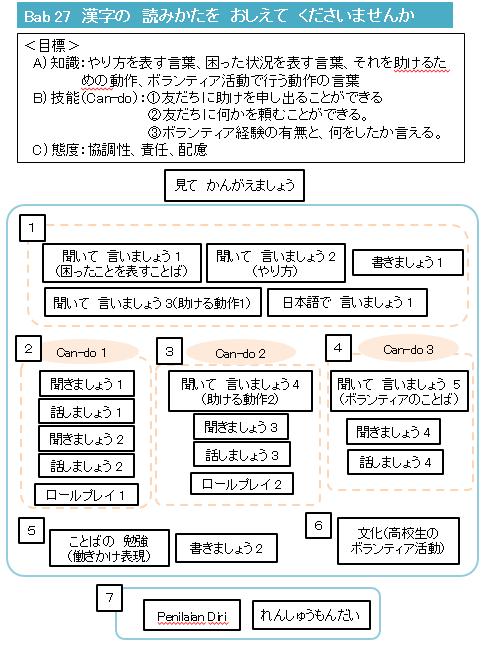 Bab 27 漢字の 読みかたを おしえて くださいませんか
＜目標＞
A) 知識：やり方を表す言葉、困った状況を表す言葉、それを助けるた
めの動作、ボランティア活動で行う動作の言葉
B) 技能(Can-do)：①友だちに助けを申し出ることができる
②友だちに何かを頼むことができる。
③ボランティア経験の有無と、何をしたか言える。
C) 態度：協調性、責任、配慮
見て かんがえましょう
1
聞いて 言いましょう１
(困ったことを表すことば)
聞いて 言いましょう２
(やり方)
書きましょう１
聞いて 言いましょう３(助ける動作1)
日本語で 言いましょう１
2
Can-do 1
聞きましょう１
話しましょう１
聞きましょう２
話しましょう２
ロールプレイ１
3
Can-do 2
聞いて 言いましょう４
(助ける動作2)
聞きましょう３
話しましょう３
ロールプレイ２
4
Can-do 3
聞いて 言いましょう ５
(ボランティアのことば)
聞きましょう４
話しましょう４
5
ことばの 勉強
(働きかけ表現)
書きましょう２
6
文化(高校生の
ボランティア活動)
7
Penilaian Diri
れんしゅうもんだい